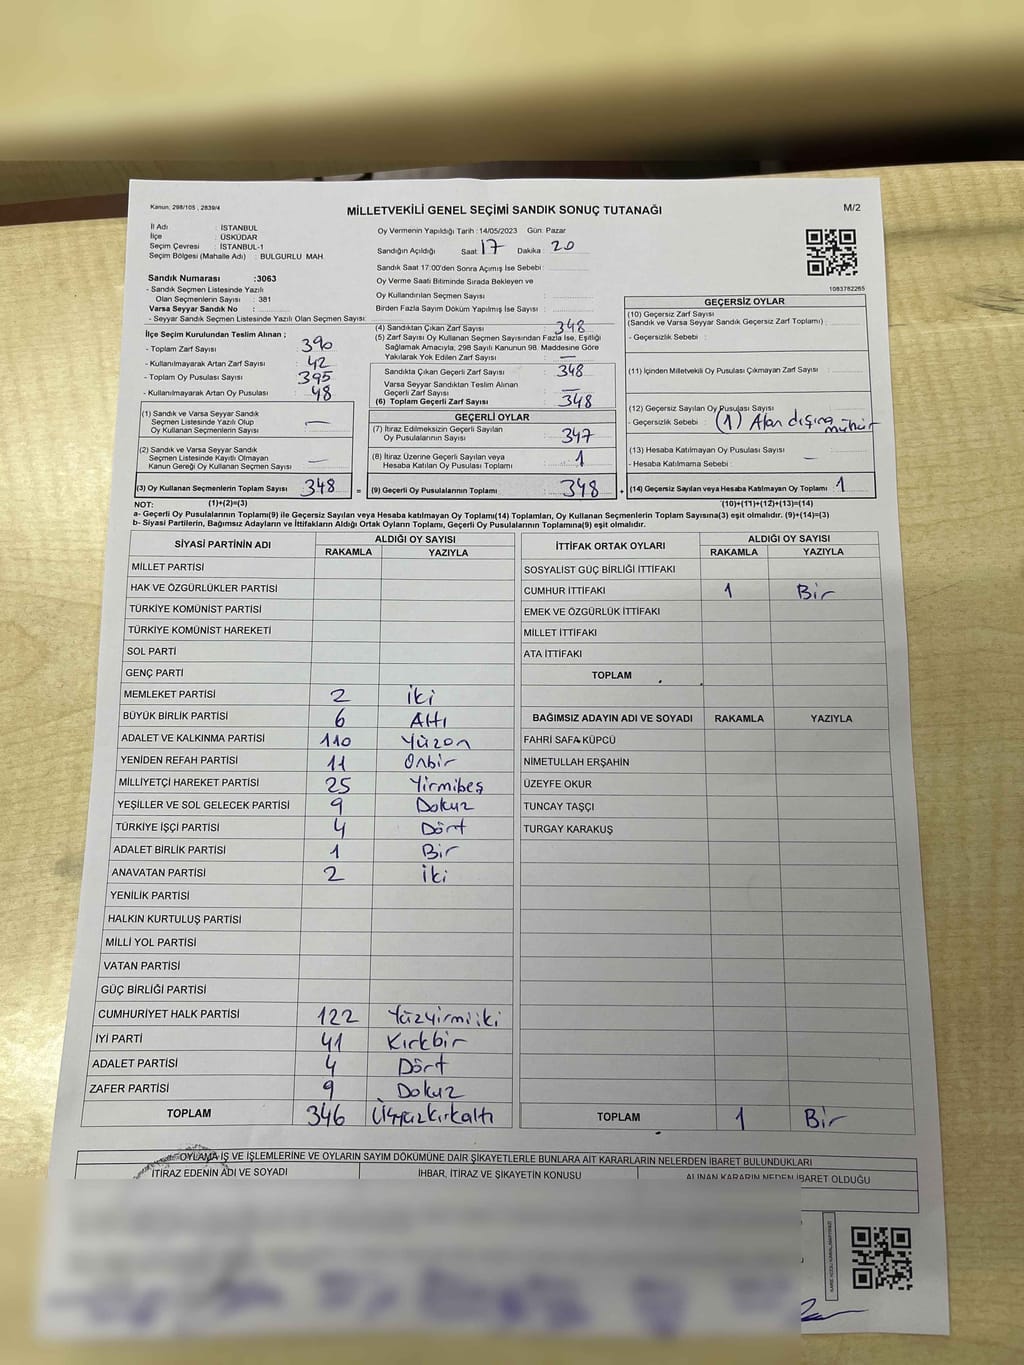 Kanun; 298/105 , 2839/4
MİLLETVEKİLİ GENEL SEÇİMİ SANDIK SONUÇ TUTANAĞI
M/2
İl Adı : İSTANBUL
İlçe : ÜSKÜDAR
Seçim Çevresi : İSTANBUL-1
Seçim Bölgesi (Mahalle Adı) : BULGURLU MAH.
Sandık Numarası :3063
- Sandık Seçmen Listesinde Yazılı
Olan Seçmenlerin Sayısı : 381
Varsa Seyyar Sandık No :
- Seyyar Sandık Seçmen Listesinde Yazılı Olan Seçmen Sayısı:
İlçe Seçim Kurulundan Teslim Alınan ;
- Toplam Zarf Sayısı : 390
- Kullanılmayarak Artan Zarf Sayısı : 42
- Toplam Oy Pusulası Sayısı : 395
- Kullanılmayarak Artan Oy Pusulası : 48
(1) Sandık ve Varsa Seyyar Sandık
Seçmen Listesinde Yazılı Olup
Oy Kullanan Seçmenlerin Sayısı : —
(2) Sandık ve Varsa Seyyar Sandık
Seçmen Listesinde Kayıtlı Olmayan
Kanun Gereği Oy Kullanan Seçmen Sayısı : —
(3) Oy Kullanan Seçmenlerin Toplam Sayısı : 348
Oy Vermenin Yapıldığı Tarih : 14/05/2023 Gün: Pazar
Sandığın Açıldığı Saat : 17 Dakika : 20
Sandık Saat 17:00'den Sonra Açımış İse Sebebi :
Oy Verme Saati Bitiminde Sırada Bekleyen ve
Oy Kullandırılan Seçmen Sayısı :
Birden Fazla Sayım Döküm Yapılmış İse Sayısı :
(4) Sandıktan Çıkan Zarf Sayısı : 348
(5) Zarf Sayısı Oy Kullanan Seçmen Sayısından Fazla İse, Eşitliği
Sağlamak Amacıyla, 298 Sayılı Kanunun 98. Maddesine Göre
Yakılarak Yok Edilen Zarf Sayısı : —
Sandıkta Çıkan Geçerli Zarf Sayısı : 348
Varsa Seyyar Sandıktan Teslim Alınan
Geçerli Zarf Sayısı : —
(6) Toplam Geçerli Zarf Sayısı : 348
GEÇERLİ OYLAR
(7) İtiraz Edilmeksizin Geçerli Sayılan
Oy Pusulalarının Sayısı : 347
(8) İtiraz Üzerine Geçerli Sayılan veya
Hesaba Katılan Oy Pusulası Toplamı : 1
= (9) Geçerli Oy Pusulalarının Toplamı : 348
1083782265
GEÇERSİZ OYLAR
(10) Geçersiz Zarf Sayısı
(Sandık ve Varsa Seyyar Sandık Geçersiz Zarf Toplamı) :
- Geçersizlik Sebebi :
(11) İçinden Milletvekili Oy Pusulası Çıkmayan Zarf Sayısı :
(12) Geçersiz Sayılan Oy Pusulası Sayısı
- Geçersizlik Sebebi : (1) Alan dışına mühür
(13) Hesaba Katılmayan Oy Pusulası Sayısı : —
- Hesaba Katılmama Sebebi :
+ (14) Geçersiz Sayılan veya Hesaba Katılmayan Oy Toplamı : 1
NOT: (1)+(2)=(3) (10)+(11)+(12)+(13)=(14)
a- Geçerli Oy Pusulalarının Toplamı(9) ile Geçersiz Sayılan veya Hesaba katılmayan Oy Toplamı(14) Toplamları, Oy Kullanan Seçmenlerin Toplam Sayısına(3) eşit olmalıdır. (9)+(14)=(3)
b- Siyasi Partilerin, Bağımsız Adayların ve İttifakların Aldığı Ortak Oyların Toplamı, Geçerli Oy Pusulalarının Toplamına(9) eşit olmalıdır.
SİYASİ PARTİNİN ADI ALDIĞI OY SAYISI
RAKAMLA YAZIYLA
MİLLET PARTİSİ
HAK VE ÖZGÜRLÜKLER PARTİSİ
TÜRKİYE KOMÜNİST PARTİSİ
TÜRKİYE KOMÜNİST HAREKETİ
SOL PARTİ
GENÇ PARTİ
MEMLEKET PARTİSİ 2 iki
BÜYÜK BİRLİK PARTİSİ 6 Altı
ADALET VE KALKINMA PARTİSİ 110 Yüzon
YENİDEN REFAH PARTİSİ 11 Onbir
MİLLİYETÇİ HAREKET PARTİSİ 25 Yirmibeş
YEŞİLLER VE SOL GELECEK PARTİSİ 9 Dokuz
TÜRKİYE İŞÇİ PARTİSİ 4 Dört
ADALET BİRLİK PARTİSİ 1 Bir
ANAVATAN PARTİSİ 2 iki
YENİLİK PARTİSİ
HALKIN KURTULUŞ PARTİSİ
MİLLİ YOL PARTİSİ
VATAN PARTİSİ
GÜÇ BİRLİĞİ PARTİSİ
CUMHURİYET HALK PARTİSİ 122 Yüzyirmiiki
İYİ PARTİ 41 Kırkbir
ADALET PARTİSİ 4 Dört
ZAFER PARTİSİ 9 Dokuz
TOPLAM 346 Üçyüzkırkaltı
İTTİFAK ORTAK OYLARI ALDIĞI OY SAYISI
RAKAMLA YAZIYLA
SOSYALİST GÜÇ BİRLİĞİ İTTİFAKI
CUMHUR İTTİFAKI 1 Bir
EMEK VE ÖZGÜRLÜK İTTİFAKI
MİLLET İTTİFAKI
ATA İTTİFAKI
TOPLAM
BAĞIMSIZ ADAYIN ADI VE SOYADI RAKAMLA YAZIYLA
FAHRİ SAFA KÜPCÜ
NİMETULLAH ERŞAHİN
ÜZEYFE OKUR
TUNCAY TAŞÇI
TURGAY KARAKUŞ
TOPLAM 1 Bir
OYLAMA İŞ VE İŞLEMLERİNE VE OYLARIN SAYIM DÖKÜMÜNE DAİR ŞİKAYETLERLE BUNLARA AİT KARARLARIN NELERDEN İBARET BULUNDUKLARI
İTİRAZ EDENİN ADI VE SOYADI İHBAR, İTİRAZ VE ŞİKAYETİN KONUSU ALINAN KARARIN NEDEN İBARET OLDUĞU